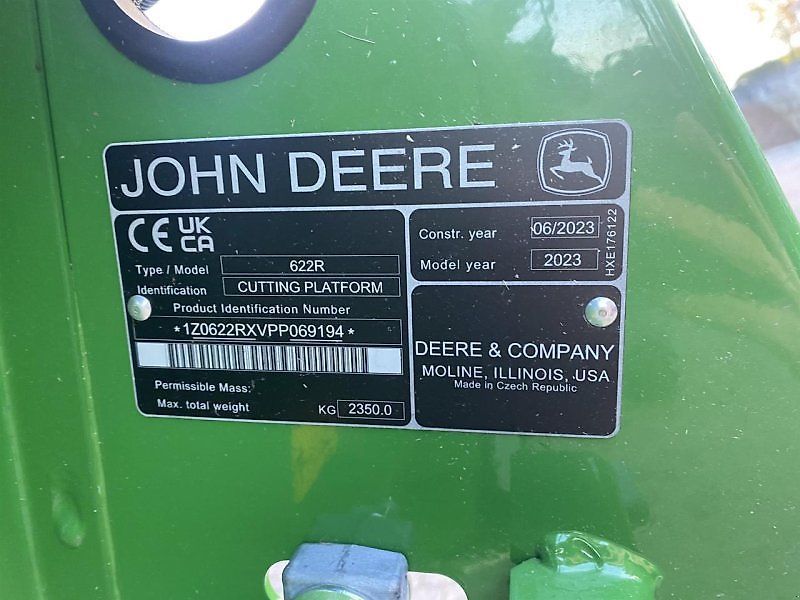 JOHN DEERE
CE UK CA
Type / Model 622R
Identification CUTTING PLATFORM
Product Identification Number
*1Z0622RXVPP069194*
Permissible Mass:
Max. total weight KG 2350.0
Constr. year 06/2023
Model year 2023
HXE176122
DEERE & COMPANY
MOLINE, ILLINOIS, USA
Made in Czech Republic